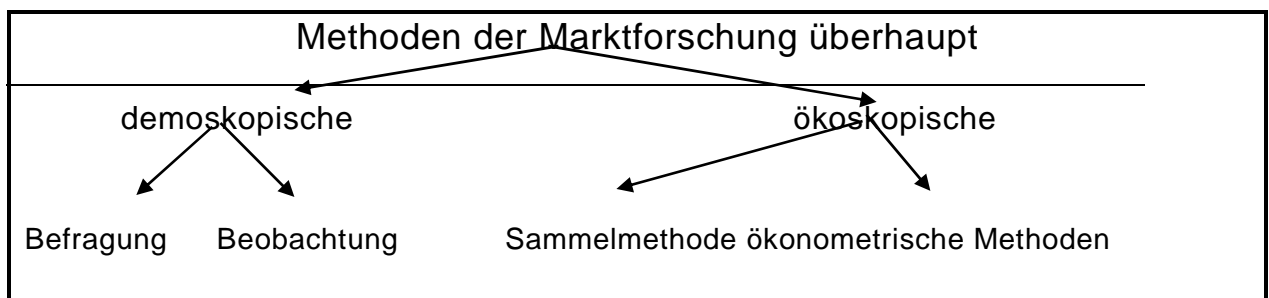 Methoden der Marktforschung überhaupt
demoskopische ökoskopische
Befragung Beobachtung Sammelmethode ökonometrische Methoden